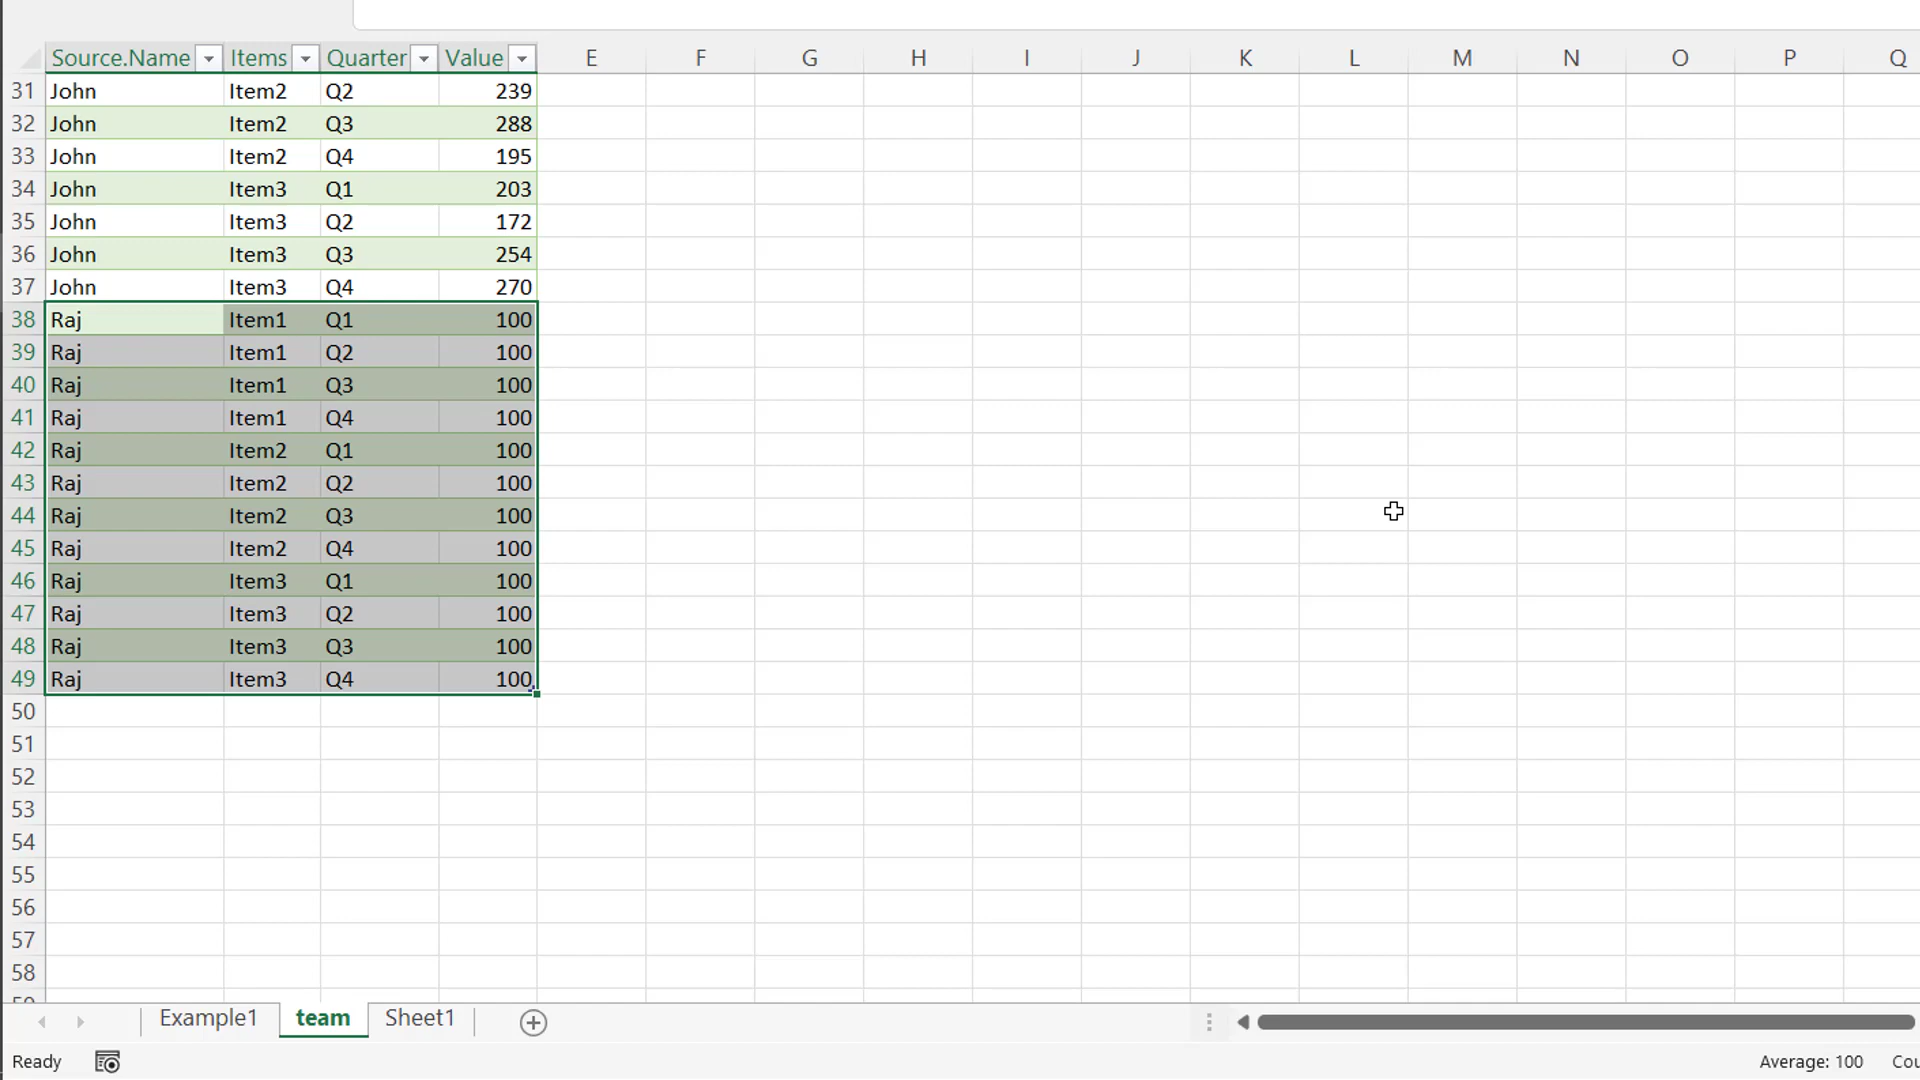 Source.Name Items Quarter Value E F G H I J K L M N O P Q
31 John Item2 Q2 239
32 John Item2 Q3 288
33 John Item2 Q4 195
34 John Item3 Q1 203
35 John Item3 Q2 172
36 John Item3 Q3 254
37 John Item3 Q4 270
38 Raj Item1 Q1 100
39 Raj Item1 Q2 100
40 Raj Item1 Q3 100
41 Raj Item1 Q4 100
42 Raj Item2 Q1 100
43 Raj Item2 Q2 100
44 Raj Item2 Q3 100
45 Raj Item2 Q4 100
46 Raj Item3 Q1 100
47 Raj Item3 Q2 100
48 Raj Item3 Q3 100
49 Raj Item3 Q4 100
50
51
52
53
54
55
56
57
58
Example1 team Sheet1
Ready Average: 100